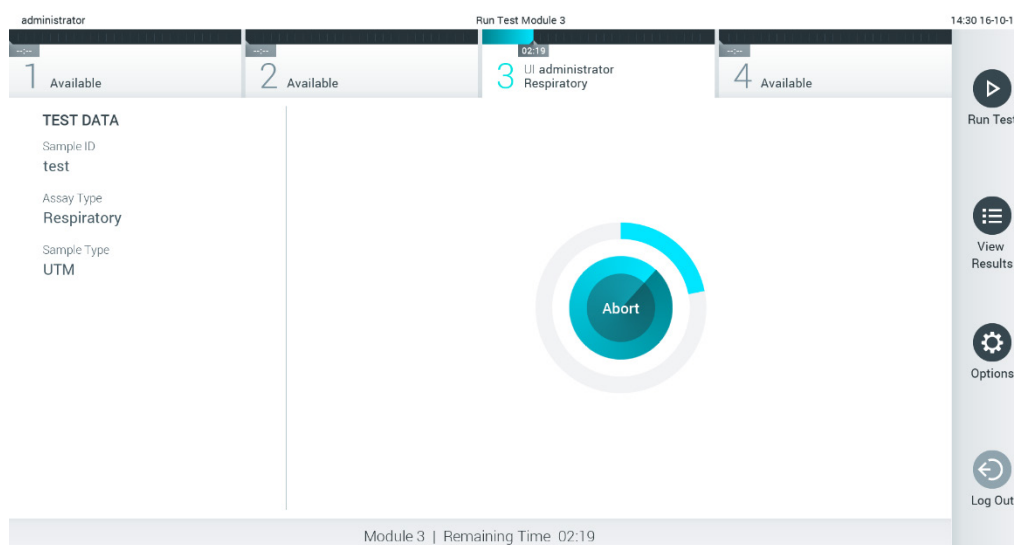 administrator
Run Test Module 3
14:30 16-10-1
--:--
--:--
02:19
--:--
1 Available
2 Available
3 UI administrator
Respiratory
4 Available
TEST DATA
Sample ID
test
Assay Type
Respiratory
Sample Type
UTM
Abort
Run Test
View
Results
Options
Log Out
Module 3 | Remaining Time 02:19